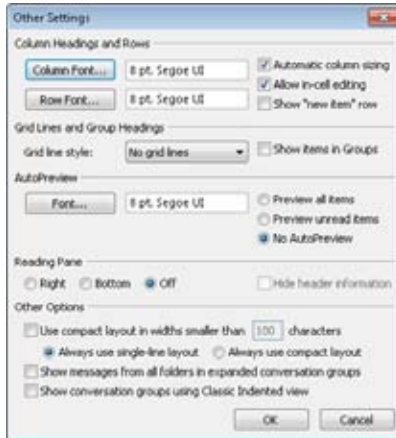 Other Settings
Column Headings and Rows
Column Font... 8 pt. Segoe UI Automatic column sizing
Allow in-cell editing
Row Font... 8 pt. Segoe UI Show "new item" row
Grid Lines and Group Headings
Grid line style: No grid lines Show items in Groups
AutoPreview
Font... 8 pt. Segoe UI Preview all items
Preview unread items
No AutoPreview
Reading Pane
Right Bottom Off Hide header information
Other Options
Use compact layout in widths smaller than 100 characters
Always use single-line layout Always use compact layout
Show messages from all folders in expanded conversation groups
Show conversation groups using Classic Indented view
OK Cancel